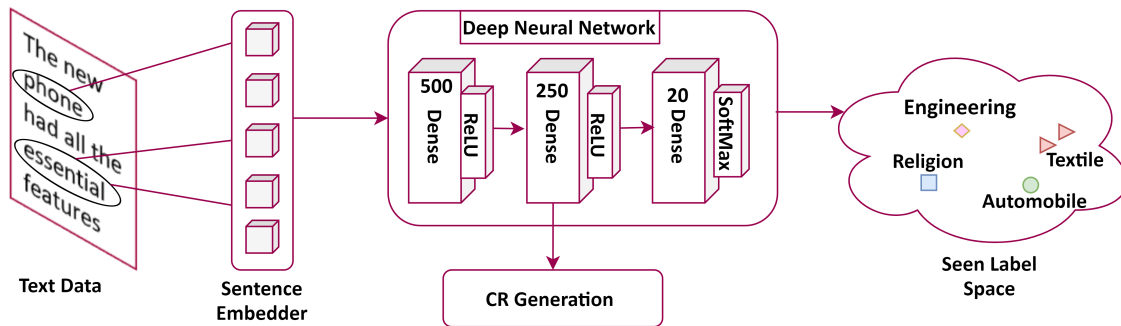 The new
phone
had all the
essential
features
Text Data
Sentence
Embedder
Deep Neural Network
500 Dense
ReLU
250 Dense
ReLU
20 Dense
SoftMax
CR Generation
Engineering
Religion
Textile
Automobile
Seen Label
Space